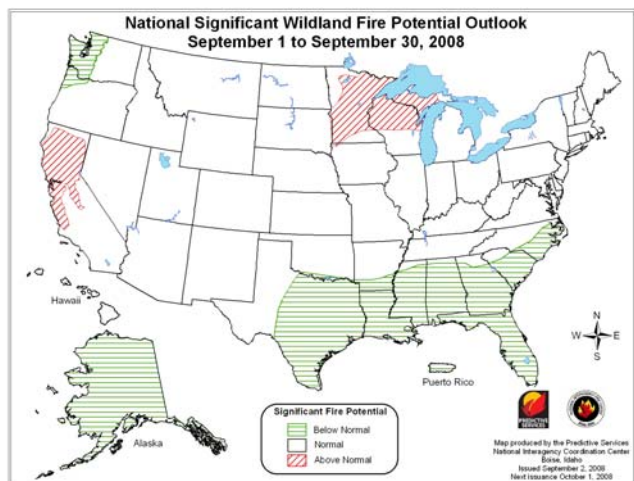 National Significant Wildland Fire Potential Outlook
September 1 to September 30, 2008
Hawaii
Alaska
Puerto Rico
N
W E
S
Significant Fire Potential
Below Normal
Normal
Above Normal
PREDICTIVE
SERVICES
Map produced by the Predictive Services
National Interagency Coordination Center
Boise, Idaho
Issued September 2, 2008
Next issuance October 1, 2008